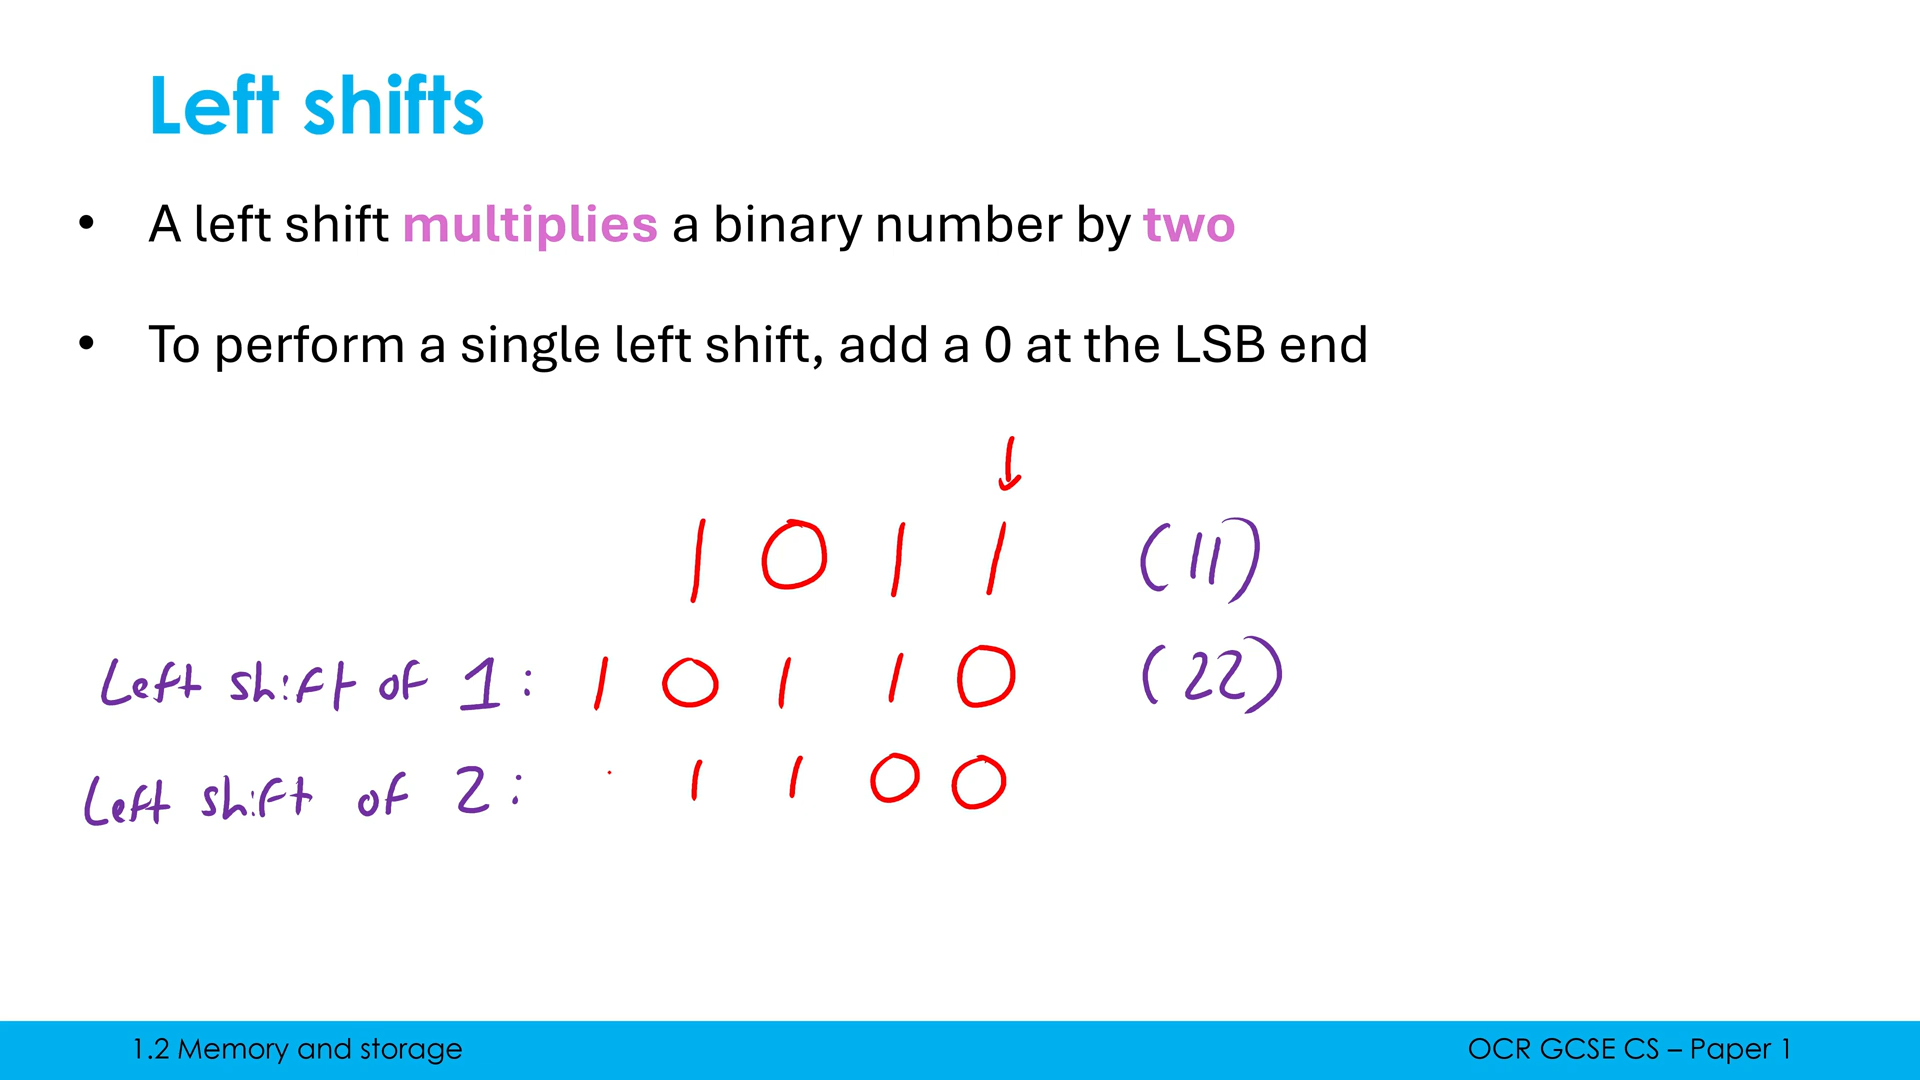 Left shifts
• A left shift multiplies a binary number by two
• To perform a single left shift, add a 0 at the LSB end
1 0 1 1 (11)
Left shift of 1: 1 0 1 1 0 (22)
Left shift of 2: 1 1 0 0
1.2 Memory and storage
OCR GCSE CS – Paper 1